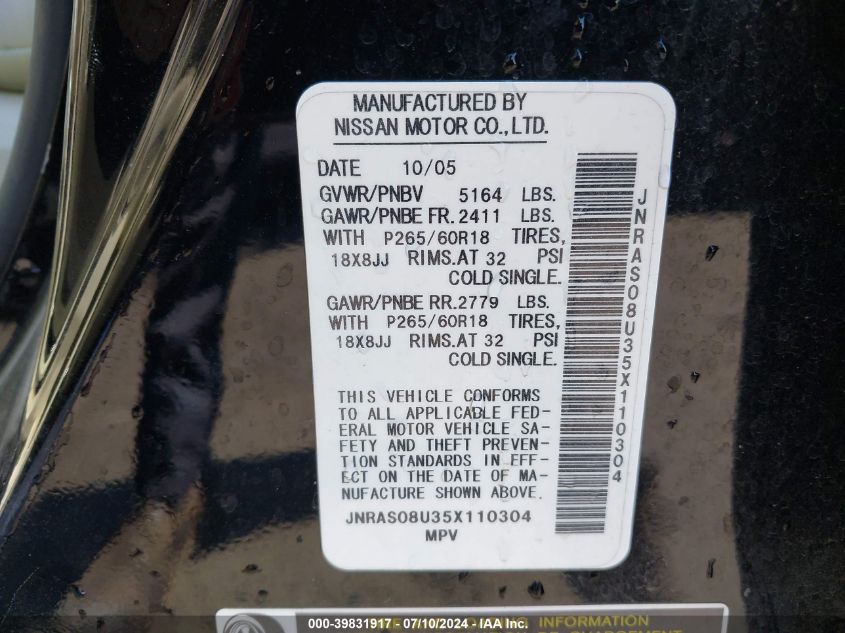 MANUFACTURED BY
NISSAN MOTOR CO., LTD.
DATE 10/05
GVWR/PNBV 5164 LBS.
GAWR/PNBE FR. 2411 LBS.
WITH P265/60R18 TIRES,
18X8JJ RIMS. AT 32 PSI
COLD SINGLE.
GAWR/PNBE RR. 2779 LBS.
WITH P265/60R18 TIRES,
18X8JJ RIMS. AT 32 PSI
COLD SINGLE.
THIS VEHICLE CONFORMS
TO ALL APPLICABLE FED-
ERAL MOTOR VEHICLE SA-
FETY AND THEFT PREVEN-
TION STANDARDS IN EFF-
ECT ON THE DATE OF MA-
NUFACTURE SHOWN ABOVE.
JNRAS08U35X110304
MPV
JNRAS08U35X110304
INFORMATION
000-39831917 - 07/10/2024 - IAA Inc.